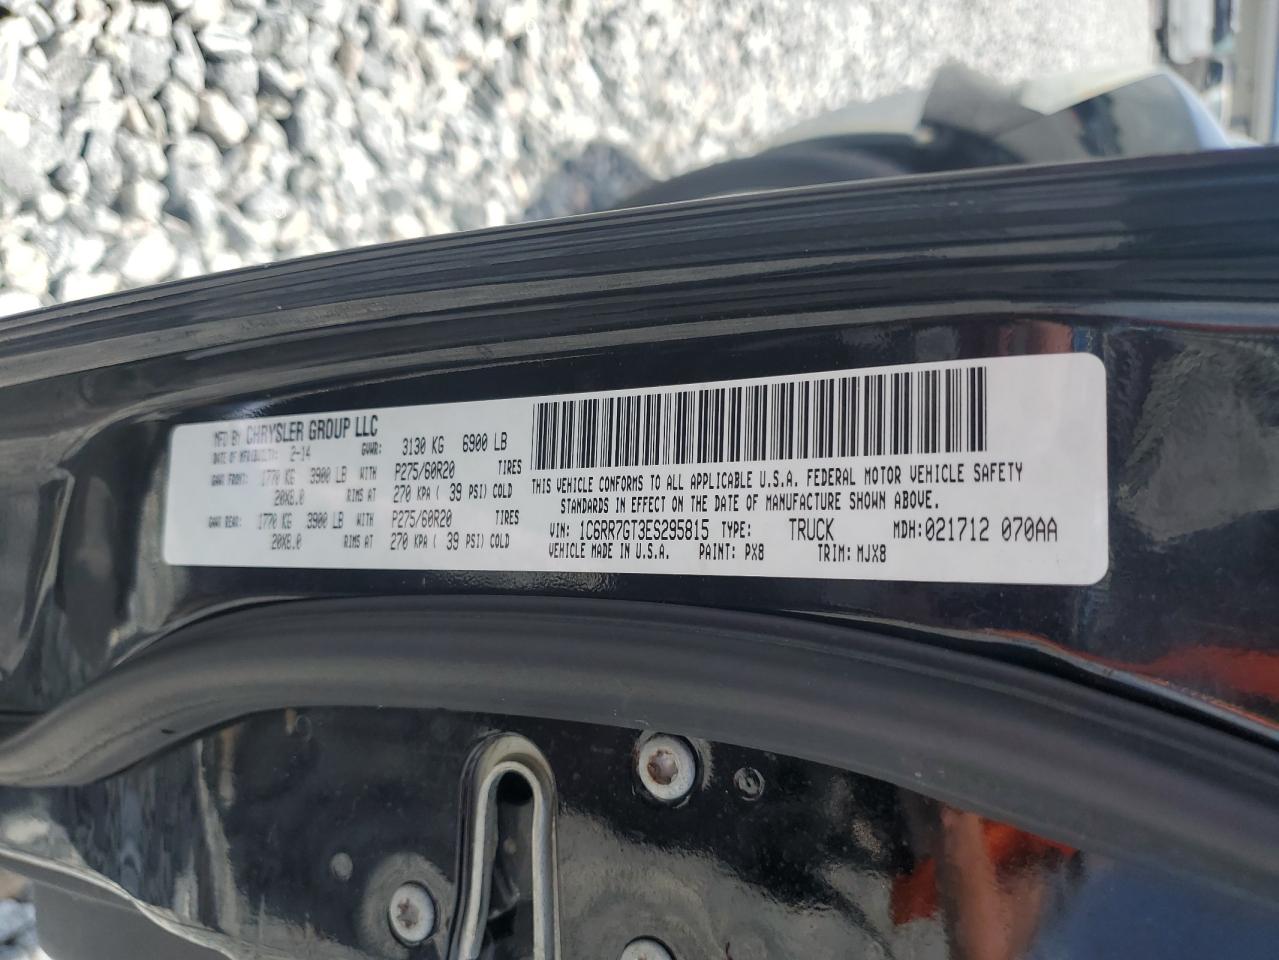 MFD BY CHRYSLER GROUP LLC
DATE OF MFR/MOBILITY: 2-14 GVWR: 3130 KG 6900 LB
GAWR FRONT: 1770 KG 3900 LB WITH P275/60R20 TIRES
20X8.0 RIMS AT 270 KPA ( 39 PSI) COLD
GAWR REAR: 1770 KG 3900 LB WITH P275/60R20 TIRES
20X8.0 RIMS AT 270 KPA ( 39 PSI) COLD
THIS VEHICLE CONFORMS TO ALL APPLICABLE U.S.A. FEDERAL MOTOR VEHICLE SAFETY
STANDARDS IN EFFECT ON THE DATE OF MANUFACTURE SHOWN ABOVE.
VIN: 1C6RR7GT3ES295815 TYPE: TRUCK MDH: 021712 070AA
VEHICLE MADE IN U.S.A. PAINT: PX8 TRIM: MJX8